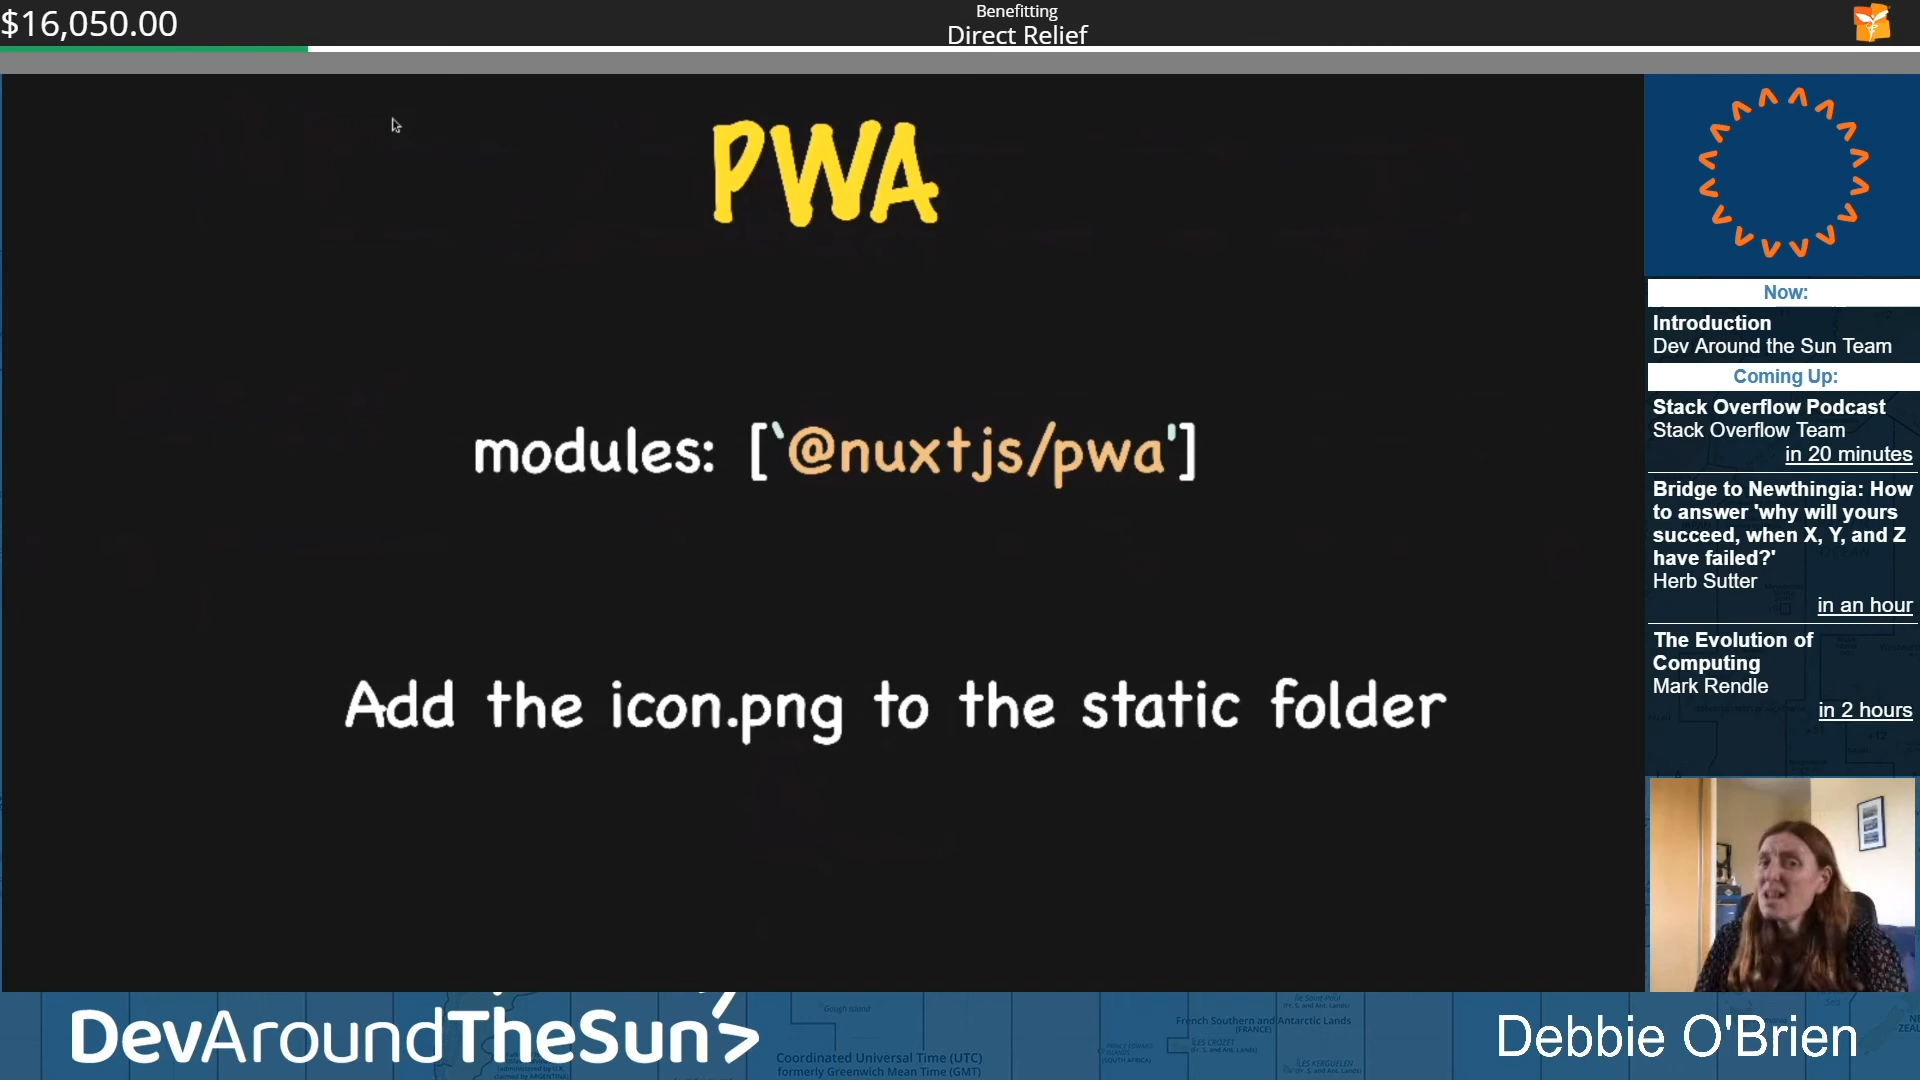 $16,050.00
Benefitting
Direct Relief
PWA
modules: [‘@nuxtjs/pwa']
Add the icon.png to the static folder
Now:
Introduction
Dev Around the Sun Team
Coming Up:
Stack Overflow Podcast
Stack Overflow Team
in 20 minutes
Bridge to Newthingia: How
to answer 'why will yours
succeed, when X, Y, and Z
have failed?'
Herb Sutter
in an hour
The Evolution of
Computing
Mark Rendle
in 2 hours
DevAroundTheSun
Gough Island
Coordinated Universal Time (UTC)
formerly Greenwich Mean Time (GMT)
French Southern and Antarctic Lands
(FRANCE)
Debbie O'Brien